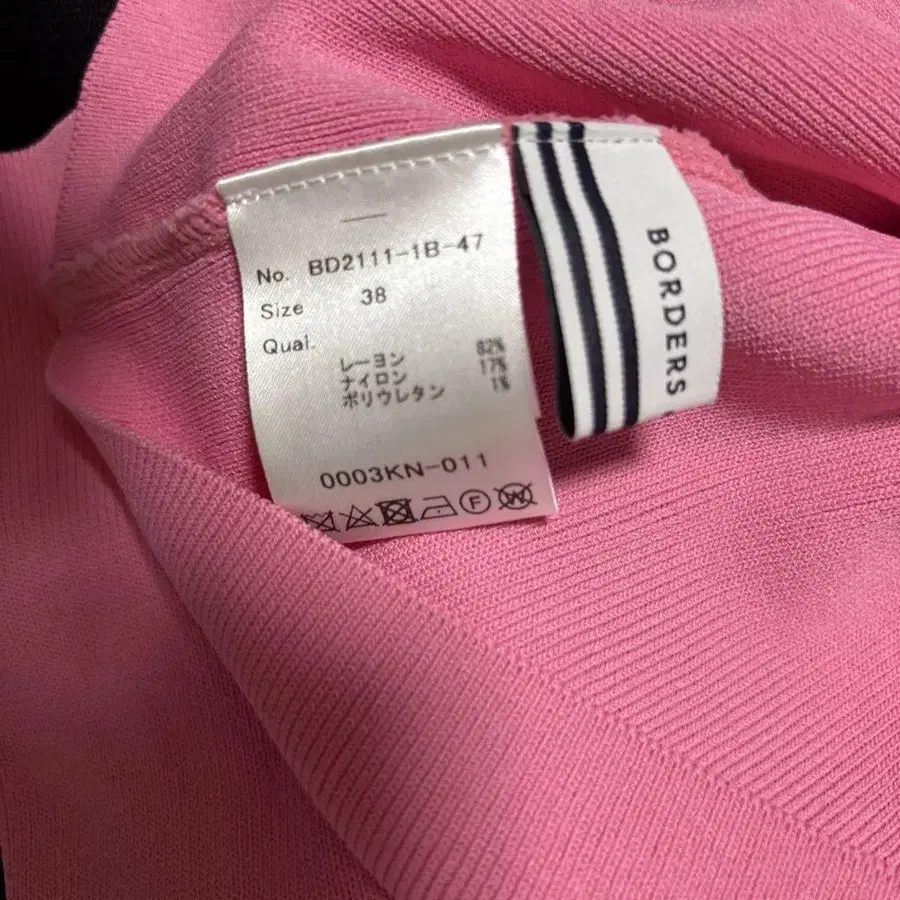 No. BD2111-1B-47
Size 38
Qual.
レーヨン 82%
ナイロン 17%
ポリウレタン 1%
0003KN-011
F
W
BORDERS